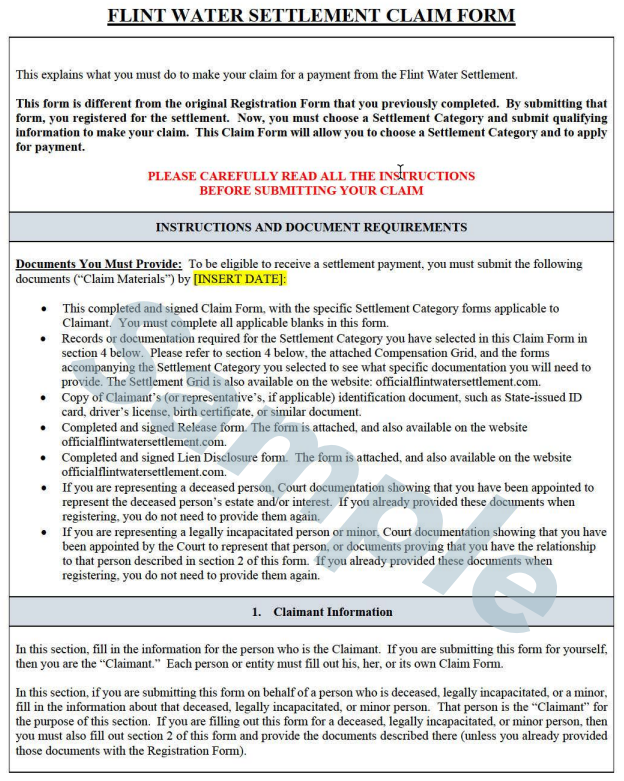 FLINT WATER SETTLEMENT CLAIM FORM
This explains what you must do to make your claim for a payment from the Flint Water Settlement.
This form is different from the original Registration Form that you previously completed. By submitting that
form, you registered for the settlement. Now, you must choose a Settlement Category and submit qualifying
information to make your claim. This Claim Form will allow you to choose a Settlement Category and to apply
for payment.
PLEASE CAREFULLY READ ALL THE INSTRUCTIONS
BEFORE SUBMITTING YOUR CLAIM
INSTRUCTIONS AND DOCUMENT REQUIREMENTS
Documents You Must Provide: To be eligible to receive a settlement payment, you must submit the following
documents (“Claim Materials”) by [INSERT DATE]:
• This completed and signed Claim Form, with the specific Settlement Category forms applicable to
Claimant. You must complete all applicable blanks in this form.
• Records or documentation required for the Settlement Category you have selected in this Claim Form in
section 4 below. Please refer to section 4 below, the attached Compensation Grid, and the forms
accompanying the Settlement Category you selected to see what specific documentation you will need to
provide. The Settlement Grid is also available on the website: officialflintwatersettlement.com.
• Copy of Claimant’s (or representative’s, if applicable) identification document, such as State-issued ID
card, driver’s license, birth certificate, or similar document.
• Completed and signed Release form. The form is attached, and also available on the website
officialflintwatersettlement.com.
• Completed and signed Lien Disclosure form. The form is attached, and also available on the website
officialflintwatersettlement.com.
• If you are representing a deceased person, Court documentation showing that you have been appointed to
represent the deceased person’s estate and/or interest. If you already provided these documents when
registering, you do not need to provide them again.
• If you are representing a legally incapacitated person or minor, Court documentation showing that you have
been appointed by the Court to represent that person, or documents proving that you have the relationship
to that person described in section 2 of this form. If you already provided these documents when
registering, you do not need to provide them again.
Sample
1. Claimant Information
In this section, fill in the information for the person who is the Claimant. If you are submitting this form for yourself,
then you are the “Claimant.” Each person or entity must fill out his, her, or its own Claim Form.
In this section, if you are submitting this form on behalf of a person who is deceased, legally incapacitated, or a minor,
fill in the information about that deceased, legally incapacitated, or minor person. That person is the “Claimant” for
the purpose of this section. If you are filling out this form for a deceased, legally incapacitated, or minor person, then
you must also fill out section 2 of this form and provide the documents described there (unless you already provided
those documents with the Registration Form).